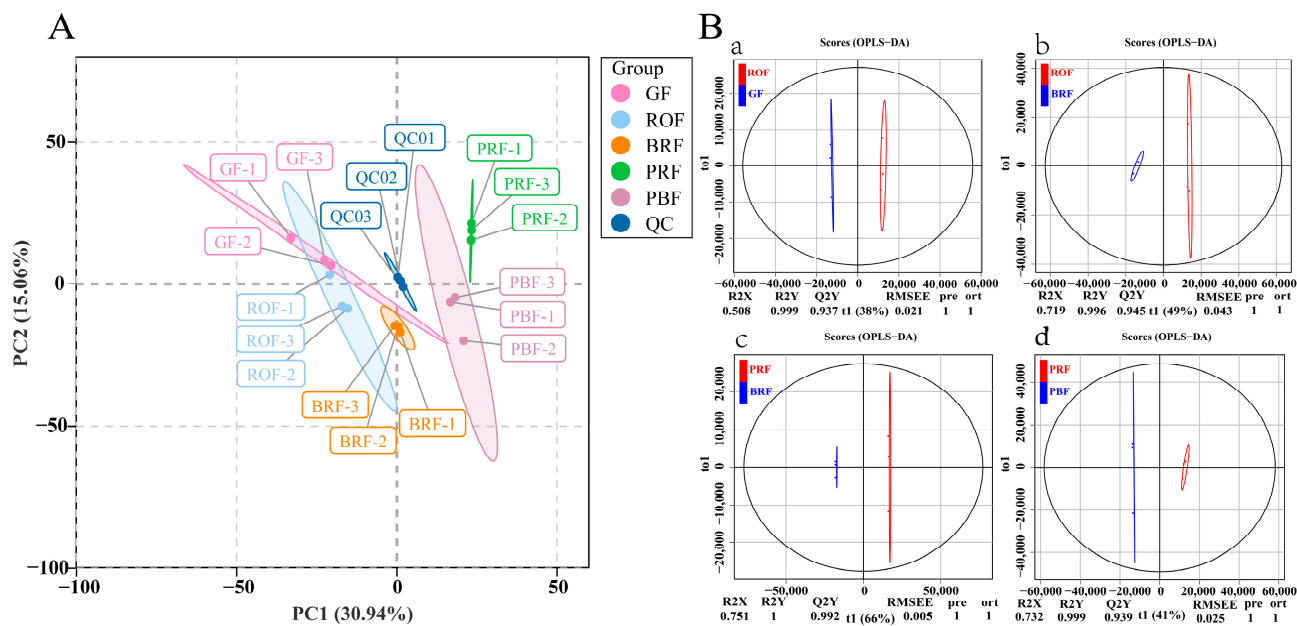 A
PC2 (15.06%)
50
0
−50
−100
−100
−50
0
50
PC1 (30.94%)
GF-1
GF-3
GF-2
QC01
QC02
QC03
PRF-1
PRF-3
PRF-2
PBF-3
PBF-1
PBF-2
ROF-1
ROF-3
ROF-2
BRF-3
BRF-2
BRF-1
Group
GF
ROF
BRF
PRF
PBF
QC
B
a
Scores (OPLS−DA)
ROF
GF
to1
20,000
10,000
0
−10,000
−20,000
−60,000 −40,000 −20,000 0 20,000 40,000 60,000
R2X R2Y Q2Y RMSEE pre ort
0.508 0.999 0.937 t1 (38%) 0.021 1 1
b
Scores (OPLS−DA)
ROF
BRF
to1
40,000
20,000
0
−20,000
−40,000
−60,000 −40,000 −20,000 0 20,000 40,000 60,000
R2X R2Y Q2Y RMSEE pre ort
0.719 0.996 0.945 t1 (49%) 0.043 1 1
c
Scores (OPLS−DA)
PRF
BRF
to1
20,000
10,000
0
−10,000
−20,000
−50,000 0 50,000
R2X R2Y Q2Y RMSEE pre ort
0.751 1 0.992 t1 (66%) 0.005 1 1
d
Scores (OPLS−DA)
PRF
PBF
to1
40,000
20,000
0
−20,000
−40,000
−60,000 −40,000 −20,000 0 20,000 40,000 60,000
R2X R2Y Q2Y RMSEE pre ort
0.732 0.999 0.939 t1 (41%) 0.025 1 1